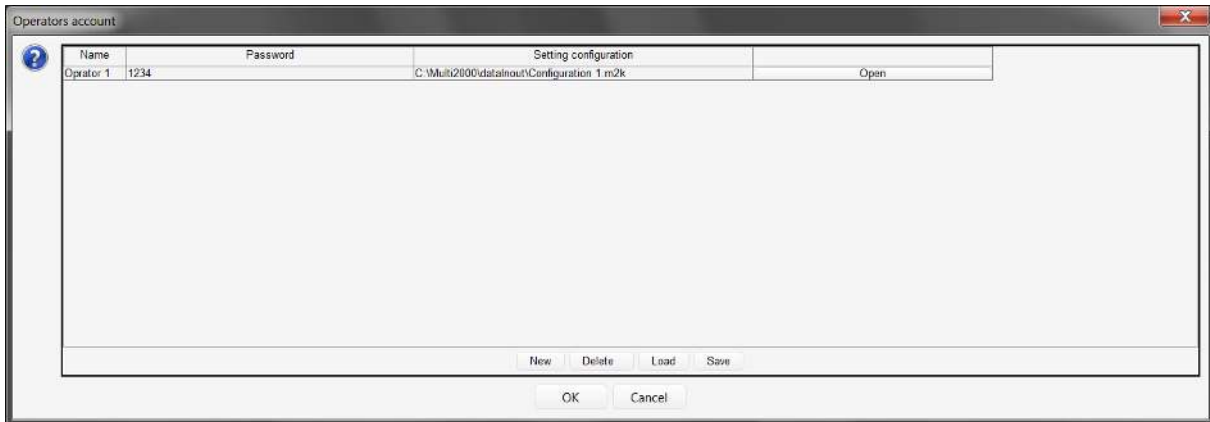 Operators account
X
?
Name Password Setting configuration
Oprator 1 1234 C:\Multi2000\datainout\Configuration 1.m2k Open
New Delete Load Save
OK Cancel